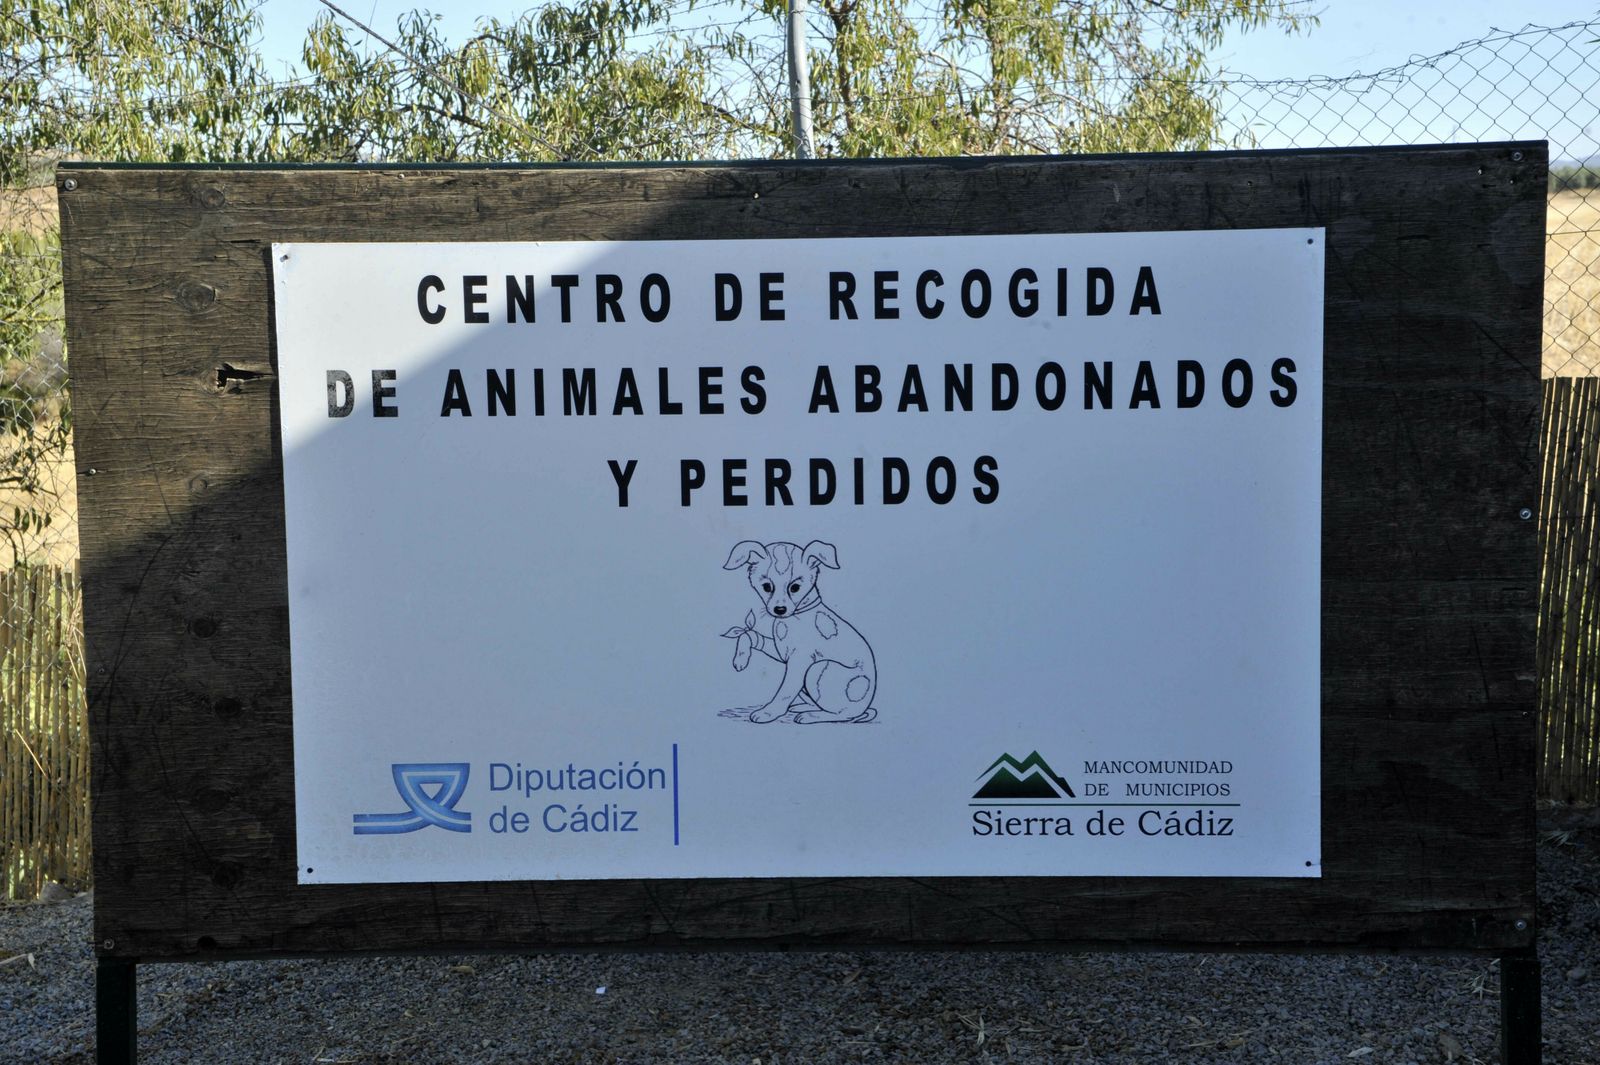 CENTRO DE RECOGIDA
DE ANIMALES ABANDONADOS
Y PERDIDOS
Diputación
de Cádiz
MANCOMUNIDAD
DE MUNICIPIOS
Sierra de Cádiz